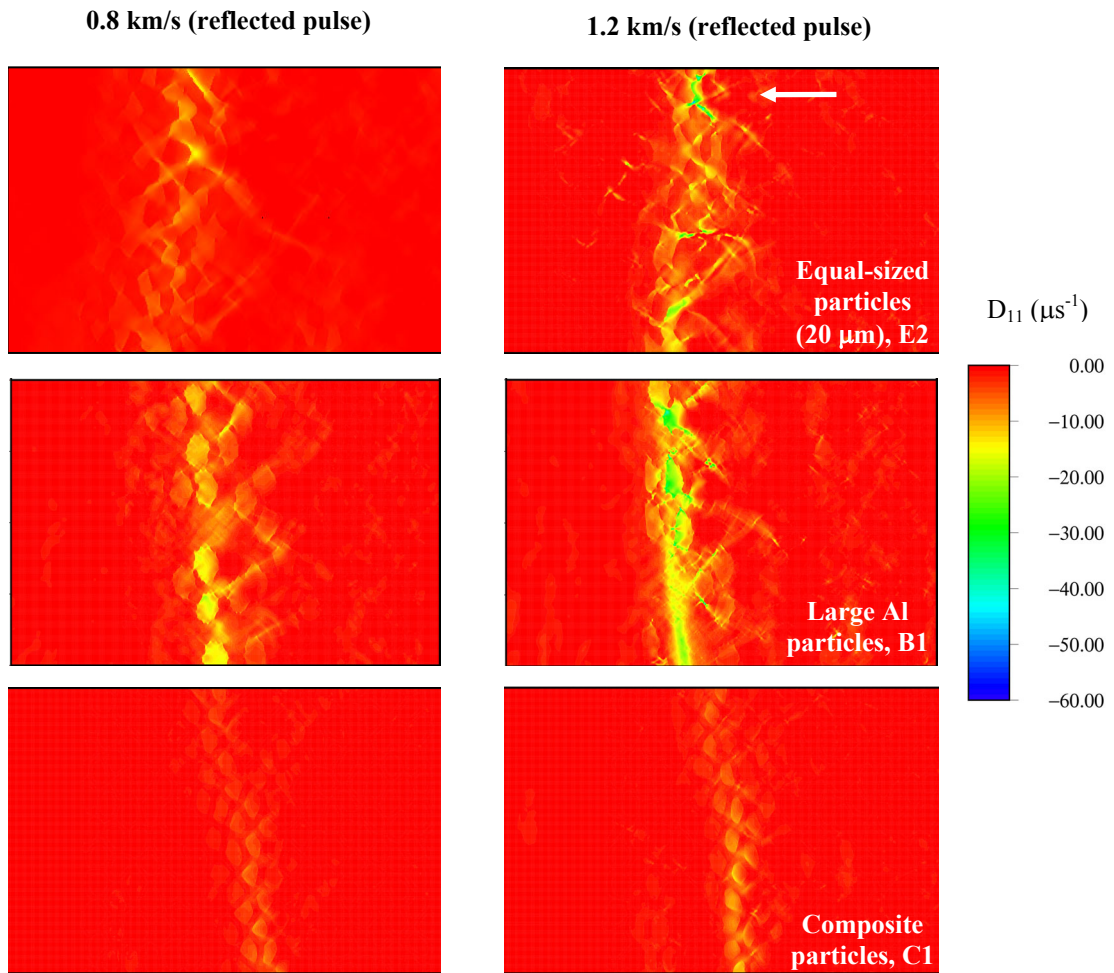 0.8 km/s (reflected pulse)
1.2 km/s (reflected pulse)
Equal-sized
particles
(20 μm), E2
Large Al
particles, B1
Composite
particles, C1
D₁₁ (μs⁻¹)
0.00
−10.00
−20.00
−30.00
−40.00
−50.00
−60.00